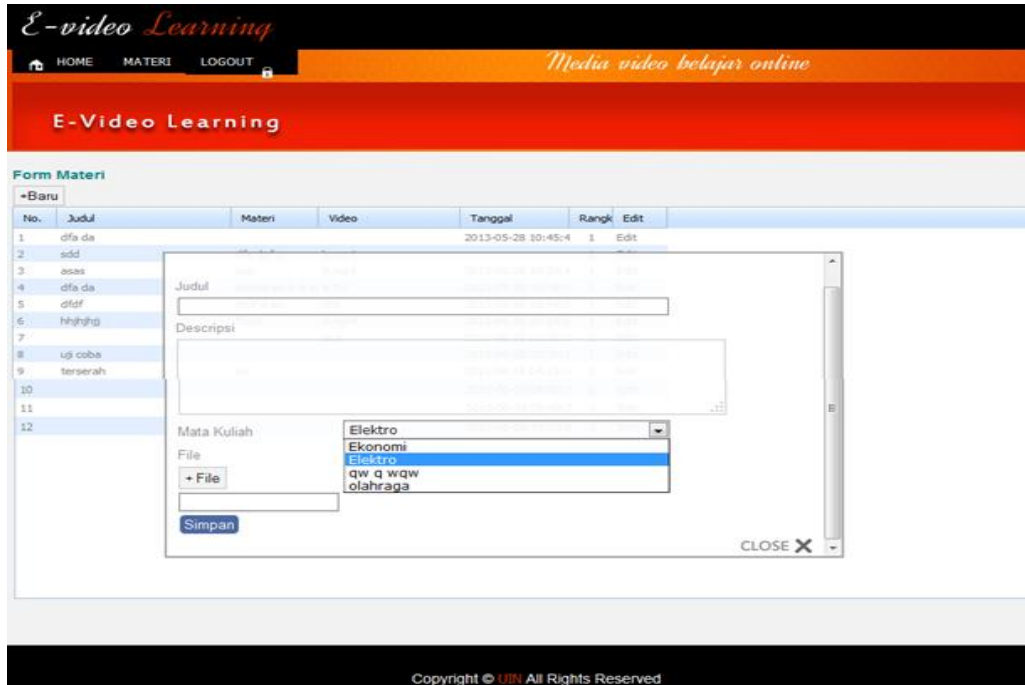 E-video Learning
HOME MATERI LOGOUT
Media video belajar online
E-Video Learning
Form Materi
+Baru
No. Judul Materi Video Tanggal Rangk Edit
1 dfa da 2013-05-28 10:45:4 1 Edit
2 sdd
3 asas
4 dfa da
5 dfdf
6 hhjhjhjj
7
8 uji coba
9 terserah
10
11
12
Judul
Descripsi
Mata Kuliah Elektro
Ekonomi
Elektro
qw q wqw
olahraga
File
+ File
Simpan
CLOSE X
Copyright © UIN All Rights Reserved